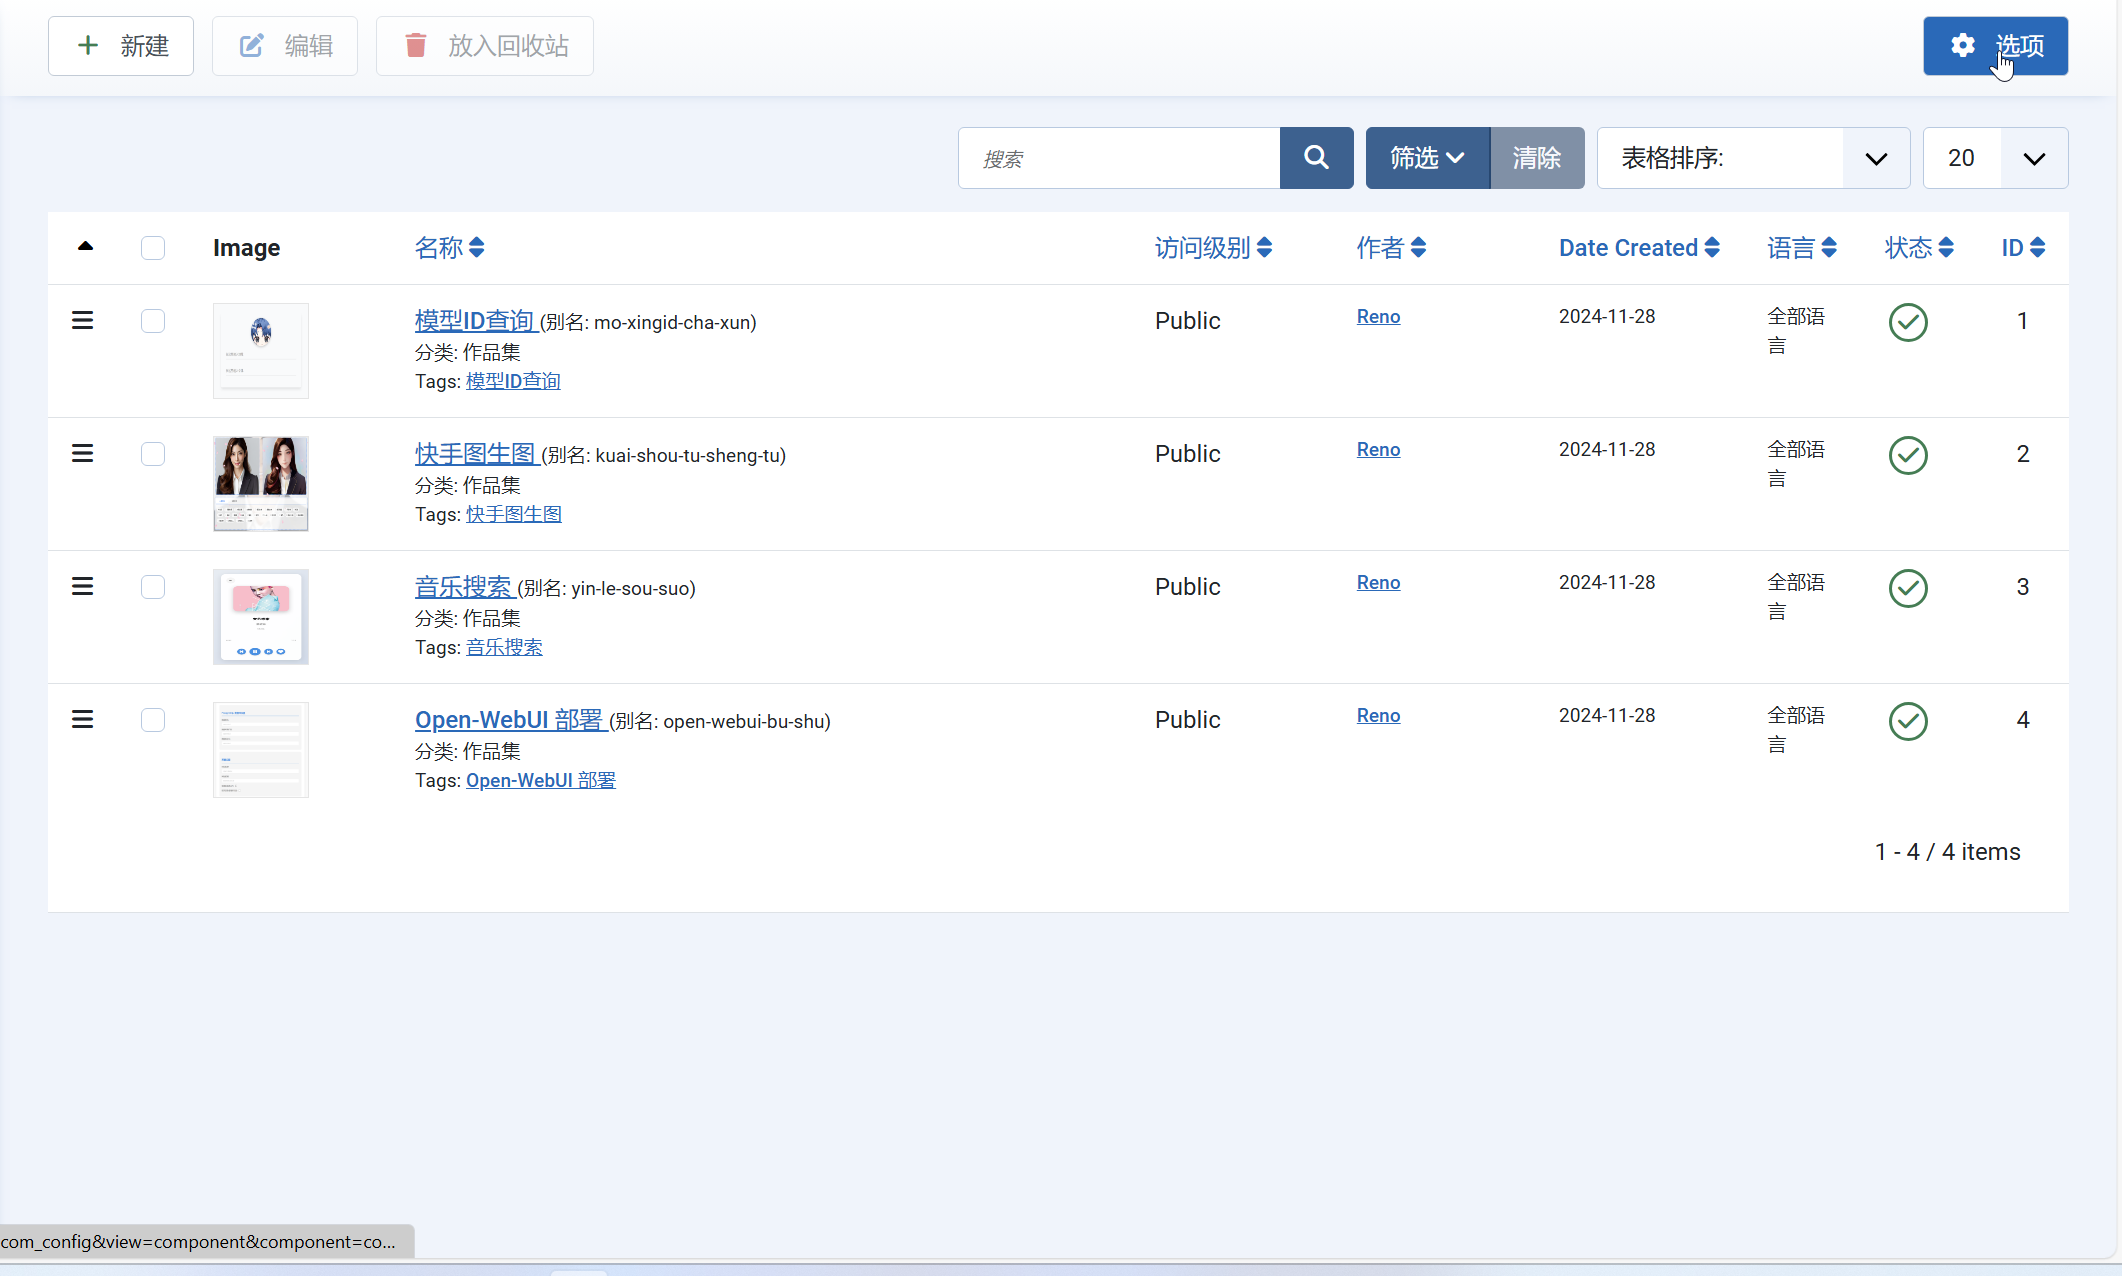 新建 编辑 放入回收站 选项
搜索 筛选 清除 表格排序: 20
Image 名称 访问级别 作者 Date Created 语言 状态 ID
模型ID查询 (别名: mo-xingid-cha-xun) Public Reno 2024-11-28 全部语言 1
分类: 作品集
Tags: 模型ID查询
快手图生图 (别名: kuai-shou-tu-sheng-tu) Public Reno 2024-11-28 全部语言 2
分类: 作品集
Tags: 快手图生图
音乐搜索 (别名: yin-le-sou-suo) Public Reno 2024-11-28 全部语言 3
分类: 作品集
Tags: 音乐搜索
Open-WebUI 部署 (别名: open-webui-bu-shu) Public Reno 2024-11-28 全部语言 4
分类: 作品集
Tags: Open-WebUI 部署
1 - 4 / 4 items
com_config&view=component&component=co...